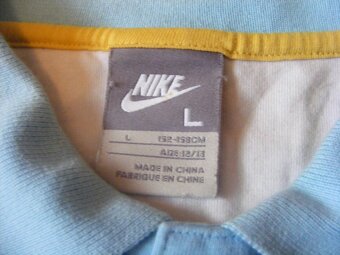 NIKE
L
L 152-158CM
AGE:12/13
MADE IN CHINA
FABRIQUE EN CHINE